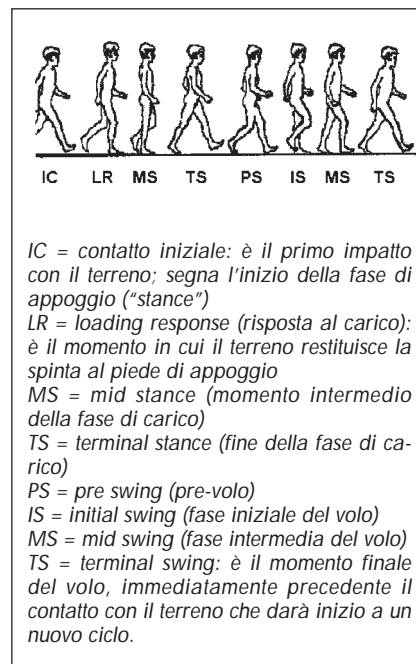 IC LR MS TS PS IS MS TS
IC = contatto iniziale: è il primo impatto
con il terreno; segna l'inizio della fase di
appoggio (“stance”)
LR = loading response (risposta al carico):
è il momento in cui il terreno restituisce la
spinta al piede di appoggio
MS = mid stance (momento intermedio
della fase di carico)
TS = terminal stance (fine della fase di ca-
rico)
PS = pre swing (pre-volo)
IS = initial swing (fase iniziale del volo)
MS = mid swing (fase intermedia del volo)
TS = terminal swing: è il momento finale
del volo, immediatamente precedente il
contatto con il terreno che darà inizio a un
nuovo ciclo.